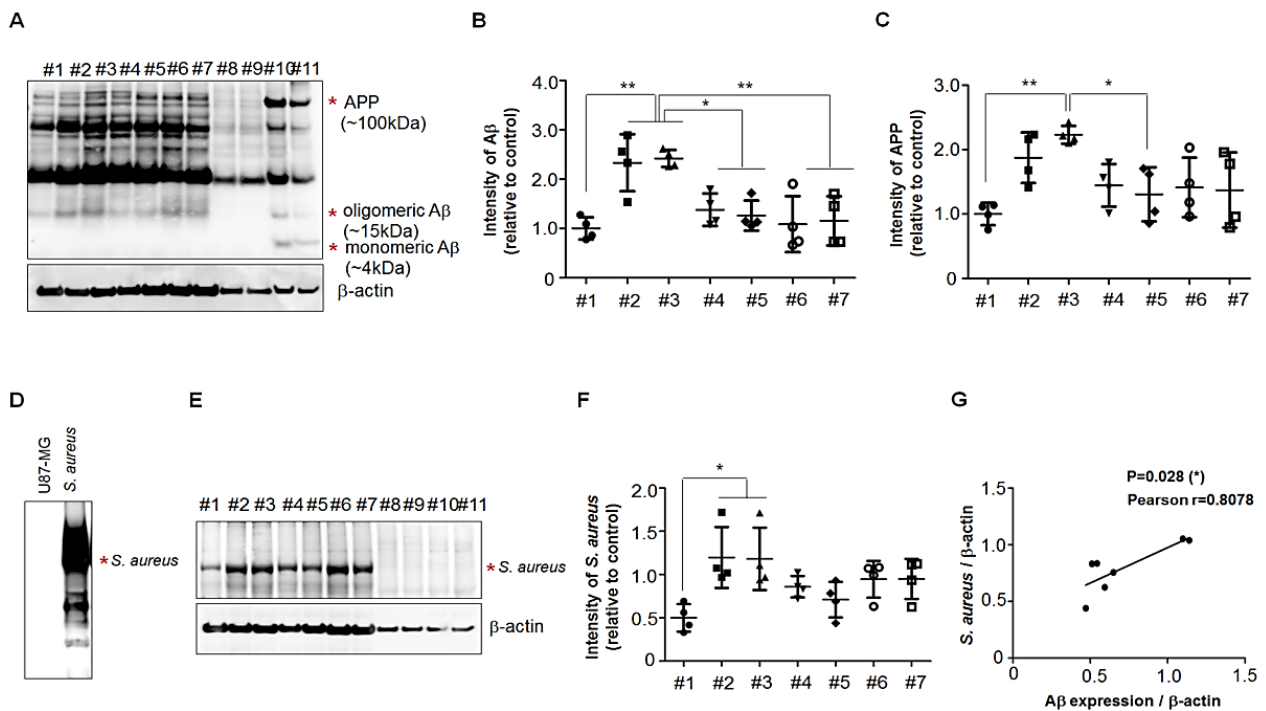 A
#1 #2 #3 #4 #5 #6 #7 #8 #9 #10 #11
* APP
(~100kDa)
* oligomeric Aβ
(~15kDa)
* monomeric Aβ
(~4kDa)
β-actin
B
Intensity of Aβ
(relative to control)
4.0
3.0
2.0
1.0
0
** ** *
#1 #2 #3 #4 #5 #6 #7
C
Intensity of APP
(relative to control)
3.0
2.0
1.0
0
** *
#1 #2 #3 #4 #5 #6 #7
D
U87-MG
S. aureus
* S. aureus
E
#1 #2 #3 #4 #5 #6 #7 #8 #9 #10 #11
* S. aureus
β-actin
F
Intensity of S. aureus
(relative to control)
2.0
1.5
1.0
0.5
0
*
#1 #2 #3 #4 #5 #6 #7
G
P=0.028 (*)
Pearson r=0.8078
S. aureus / β-actin
1.5
1.0
0.5
0
0 0.5 1.0 1.5
Aβ expression / β-actin